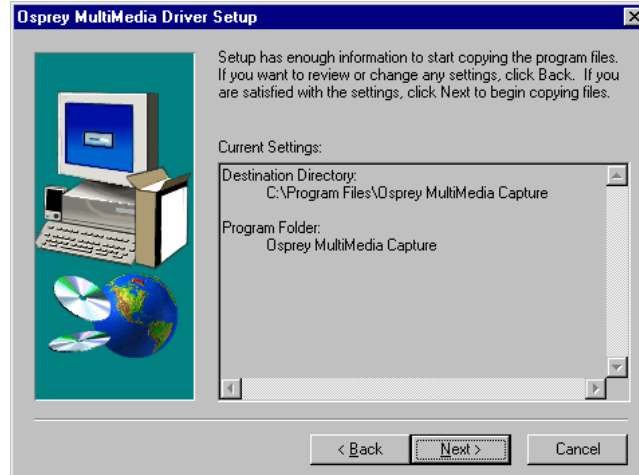 Osprey MultiMedia Driver Setup
Setup has enough information to start copying the program files.
If you want to review or change any settings, click Back. If you
are satisfied with the settings, click Next to begin copying files.
Current Settings:
Destination Directory:
C:\Program Files\Osprey MultiMedia Capture
Program Folder:
Osprey MultiMedia Capture
< Back
Next >
Cancel